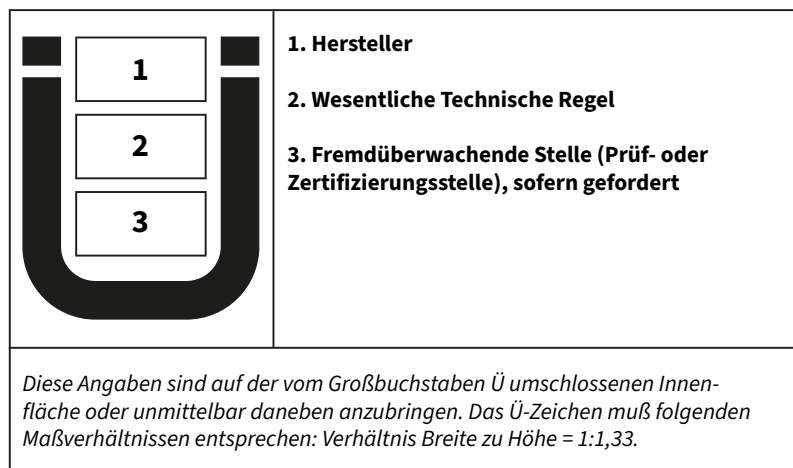 1
2
3
1. Hersteller
2. Wesentliche Technische Regel
3. Fremdüberwachende Stelle (Prüf- oder
Zertifizierungsstelle), sofern gefordert
Diese Angaben sind auf der vom Großbuchstaben Ü umschlossenen Innen-
fläche oder unmittelbar daneben anzubringen. Das Ü-Zeichen muß folgenden
Maßverhältnissen entsprechen: Verhältnis Breite zu Höhe = 1:1,33.